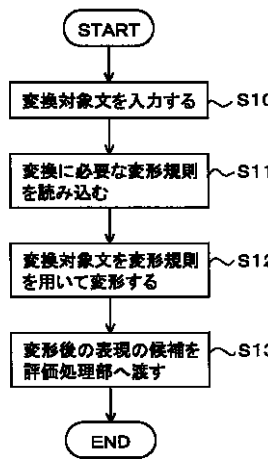 START
変換対象文を入力する
S10
変換に必要な変形規則
を読み込む
S11
変換対象文を変形規則
を用いて変形する
S12
変形後の表現の候補を
評価処理部へ渡す
S13
END